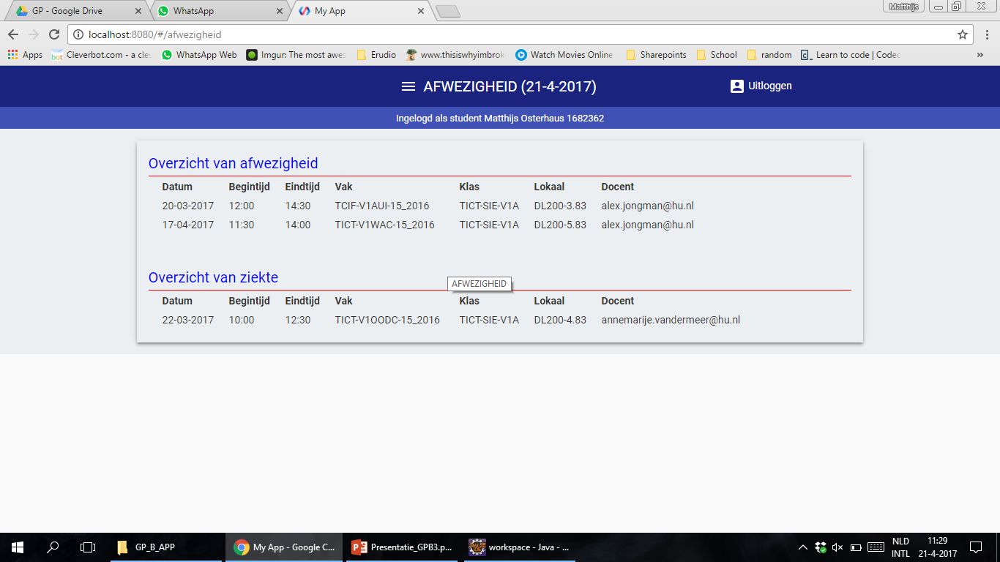 GP - Google Drive WhatsApp My App Matthijs
localhost:8080/#/afwezigheid
Apps Cleverbot.com - a clev WhatsApp Web Imgur: The most awes Erudio www.thisiswhyimbrok Watch Movies Online Sharepoints School random Learn to code | Codec »
AFWEZIGHEID (21-4-2017) Uitloggen
Ingelogd als student Matthijs Osterhaus 1682362
Overzicht van afwezigheid
Datum Begintijd Eindtijd Vak Klas Lokaal Docent
20-03-2017 12:00 14:30 TCIF-V1AUI-15_2016 TICT-SIE-V1A DL200-3.83 alex.jongman@hu.nl
17-04-2017 11:30 14:00 TICT-V1WAC-15_2016 TICT-SIE-V1A DL200-5.83 alex.jongman@hu.nl
Overzicht van ziekte
AFWEZIGHEID
Datum Begintijd Eindtijd Vak Klas Lokaal Docent
22-03-2017 10:00 12:30 TICT-V1OODC-15_2016 TICT-SIE-V1A DL200-4.83 annemarije.vandermeer@hu.nl
GP_B_APP My App - Google C... Presentatie_GPB3.p... workspace - Java - ... NLD 11:29
INTL 21-4-2017